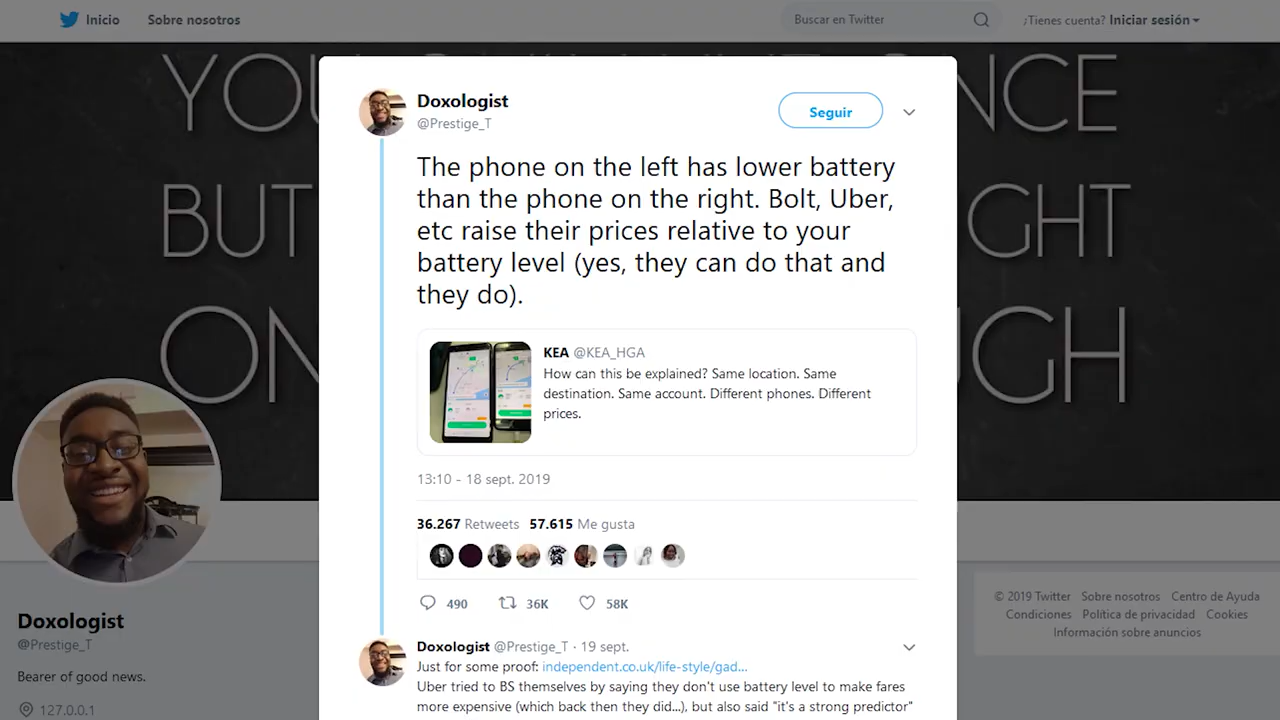 Inicio Sobre nosotros
Buscar en Twitter
¿Tienes cuenta? Iniciar sesión
Doxologist
@Prestige_T
Seguir
The phone on the left has lower battery
than the phone on the right. Bolt, Uber,
etc raise their prices relative to your
battery level (yes, they can do that and
they do).
KEA @KEA_HGA
How can this be explained? Same location. Same
destination. Same account. Different phones. Different
prices.
13:10 - 18 sept. 2019
36.267 Retweets 57.615 Me gusta
490 36K 58K
Doxologist @Prestige_T · 19 sept.
Just for some proof: independent.co.uk/life-style/gad...
Uber tried to BS themselves by saying they don't use battery level to make fares
more expensive (which back then they did...), but also said "it's a strong predictor"
Doxologist
@Prestige_T
Bearer of good news.
127.0.0.1
© 2019 Twitter Sobre nosotros Centro de Ayuda
Condiciones Política de privacidad Cookies
Información sobre anuncios